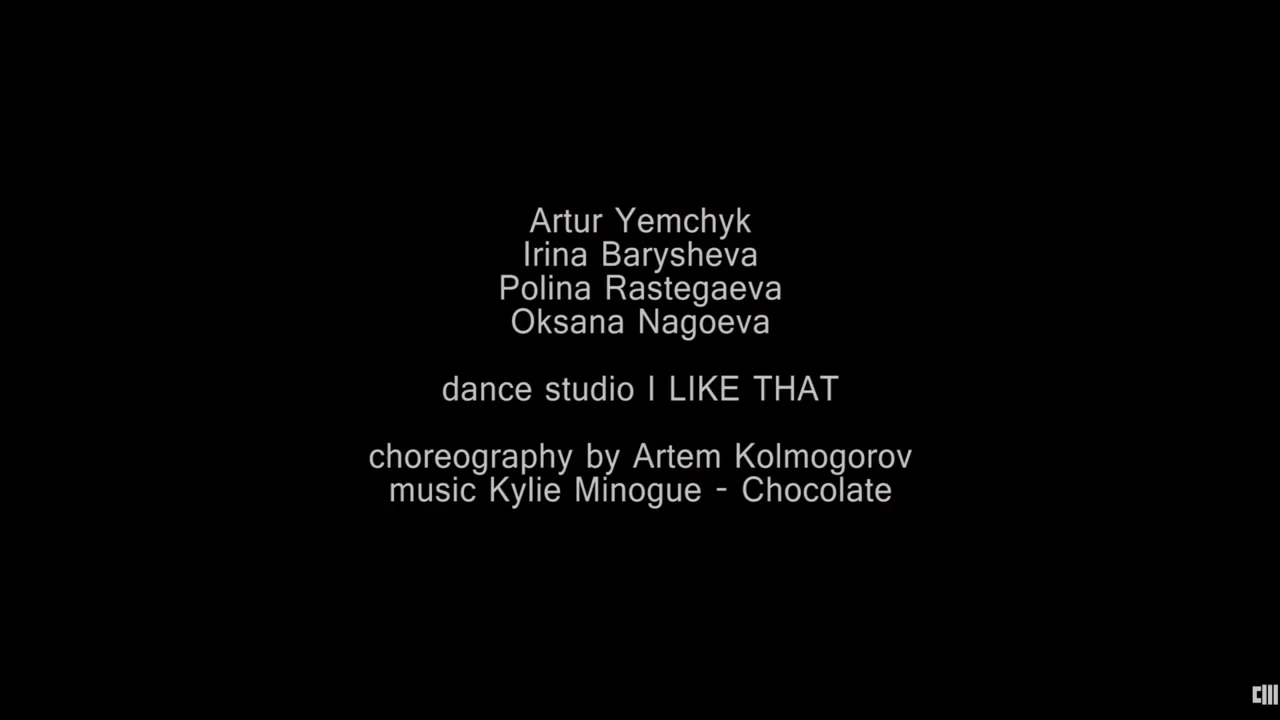 Artur Yemchyk
Irina Barysheva
Polina Rastegaeva
Oksana Nagoeva
dance studio I LIKE THAT
choreography by Artem Kolmogorov
music Kylie Minogue - Chocolate